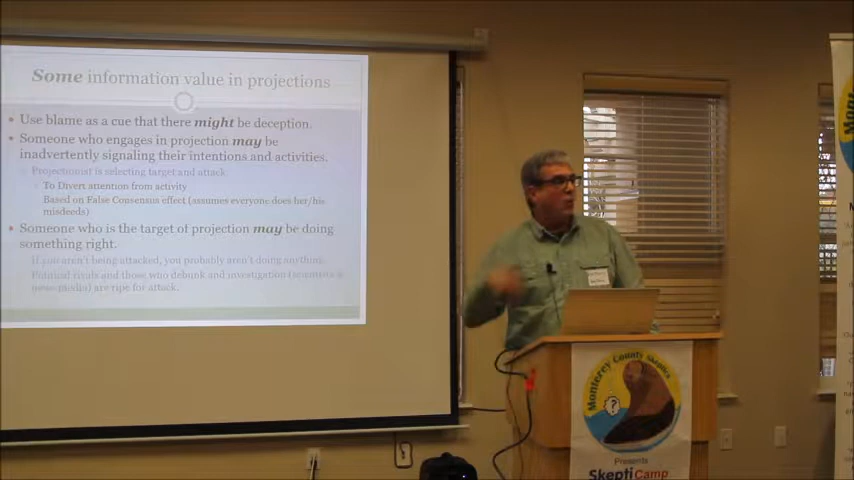 Some information value in projections
• Use blame as a cue that there might be deception.
• Someone who engages in projection may be
inadvertently signaling their intentions and activities.
Projectionist is selecting target and attack.
To Divert attention from activity
Based on False Consensus effect (assumes everyone does her/his
misdeeds)
• Someone who is the target of projection may be doing
something right.
If you aren't being attacked, you probably aren't doing anything.
Political rivals and those who debunk and investigation (scientists &
news media) are ripe for attack.
Monterey County Skeptics
?
Presents
SkeptiCamp